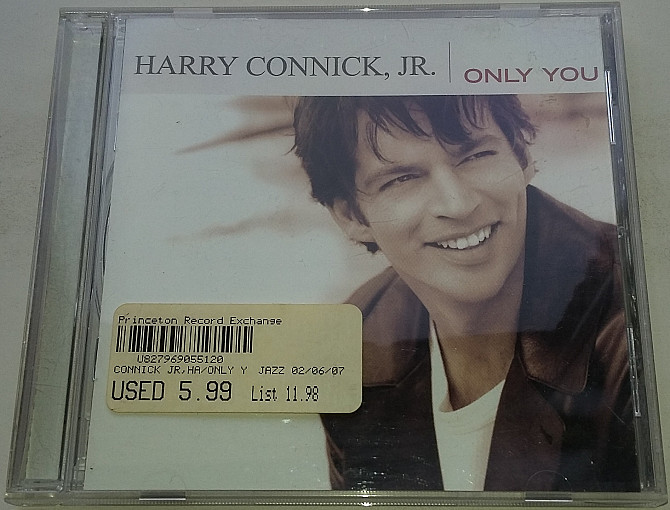 HARRY CONNICK, JR. | ONLY YOU
Princeton Record Exchange
U827969055120
CONNICK JR,HA/ONLY Y JAZZ 02/06/07
USED 5.99 List 11.98